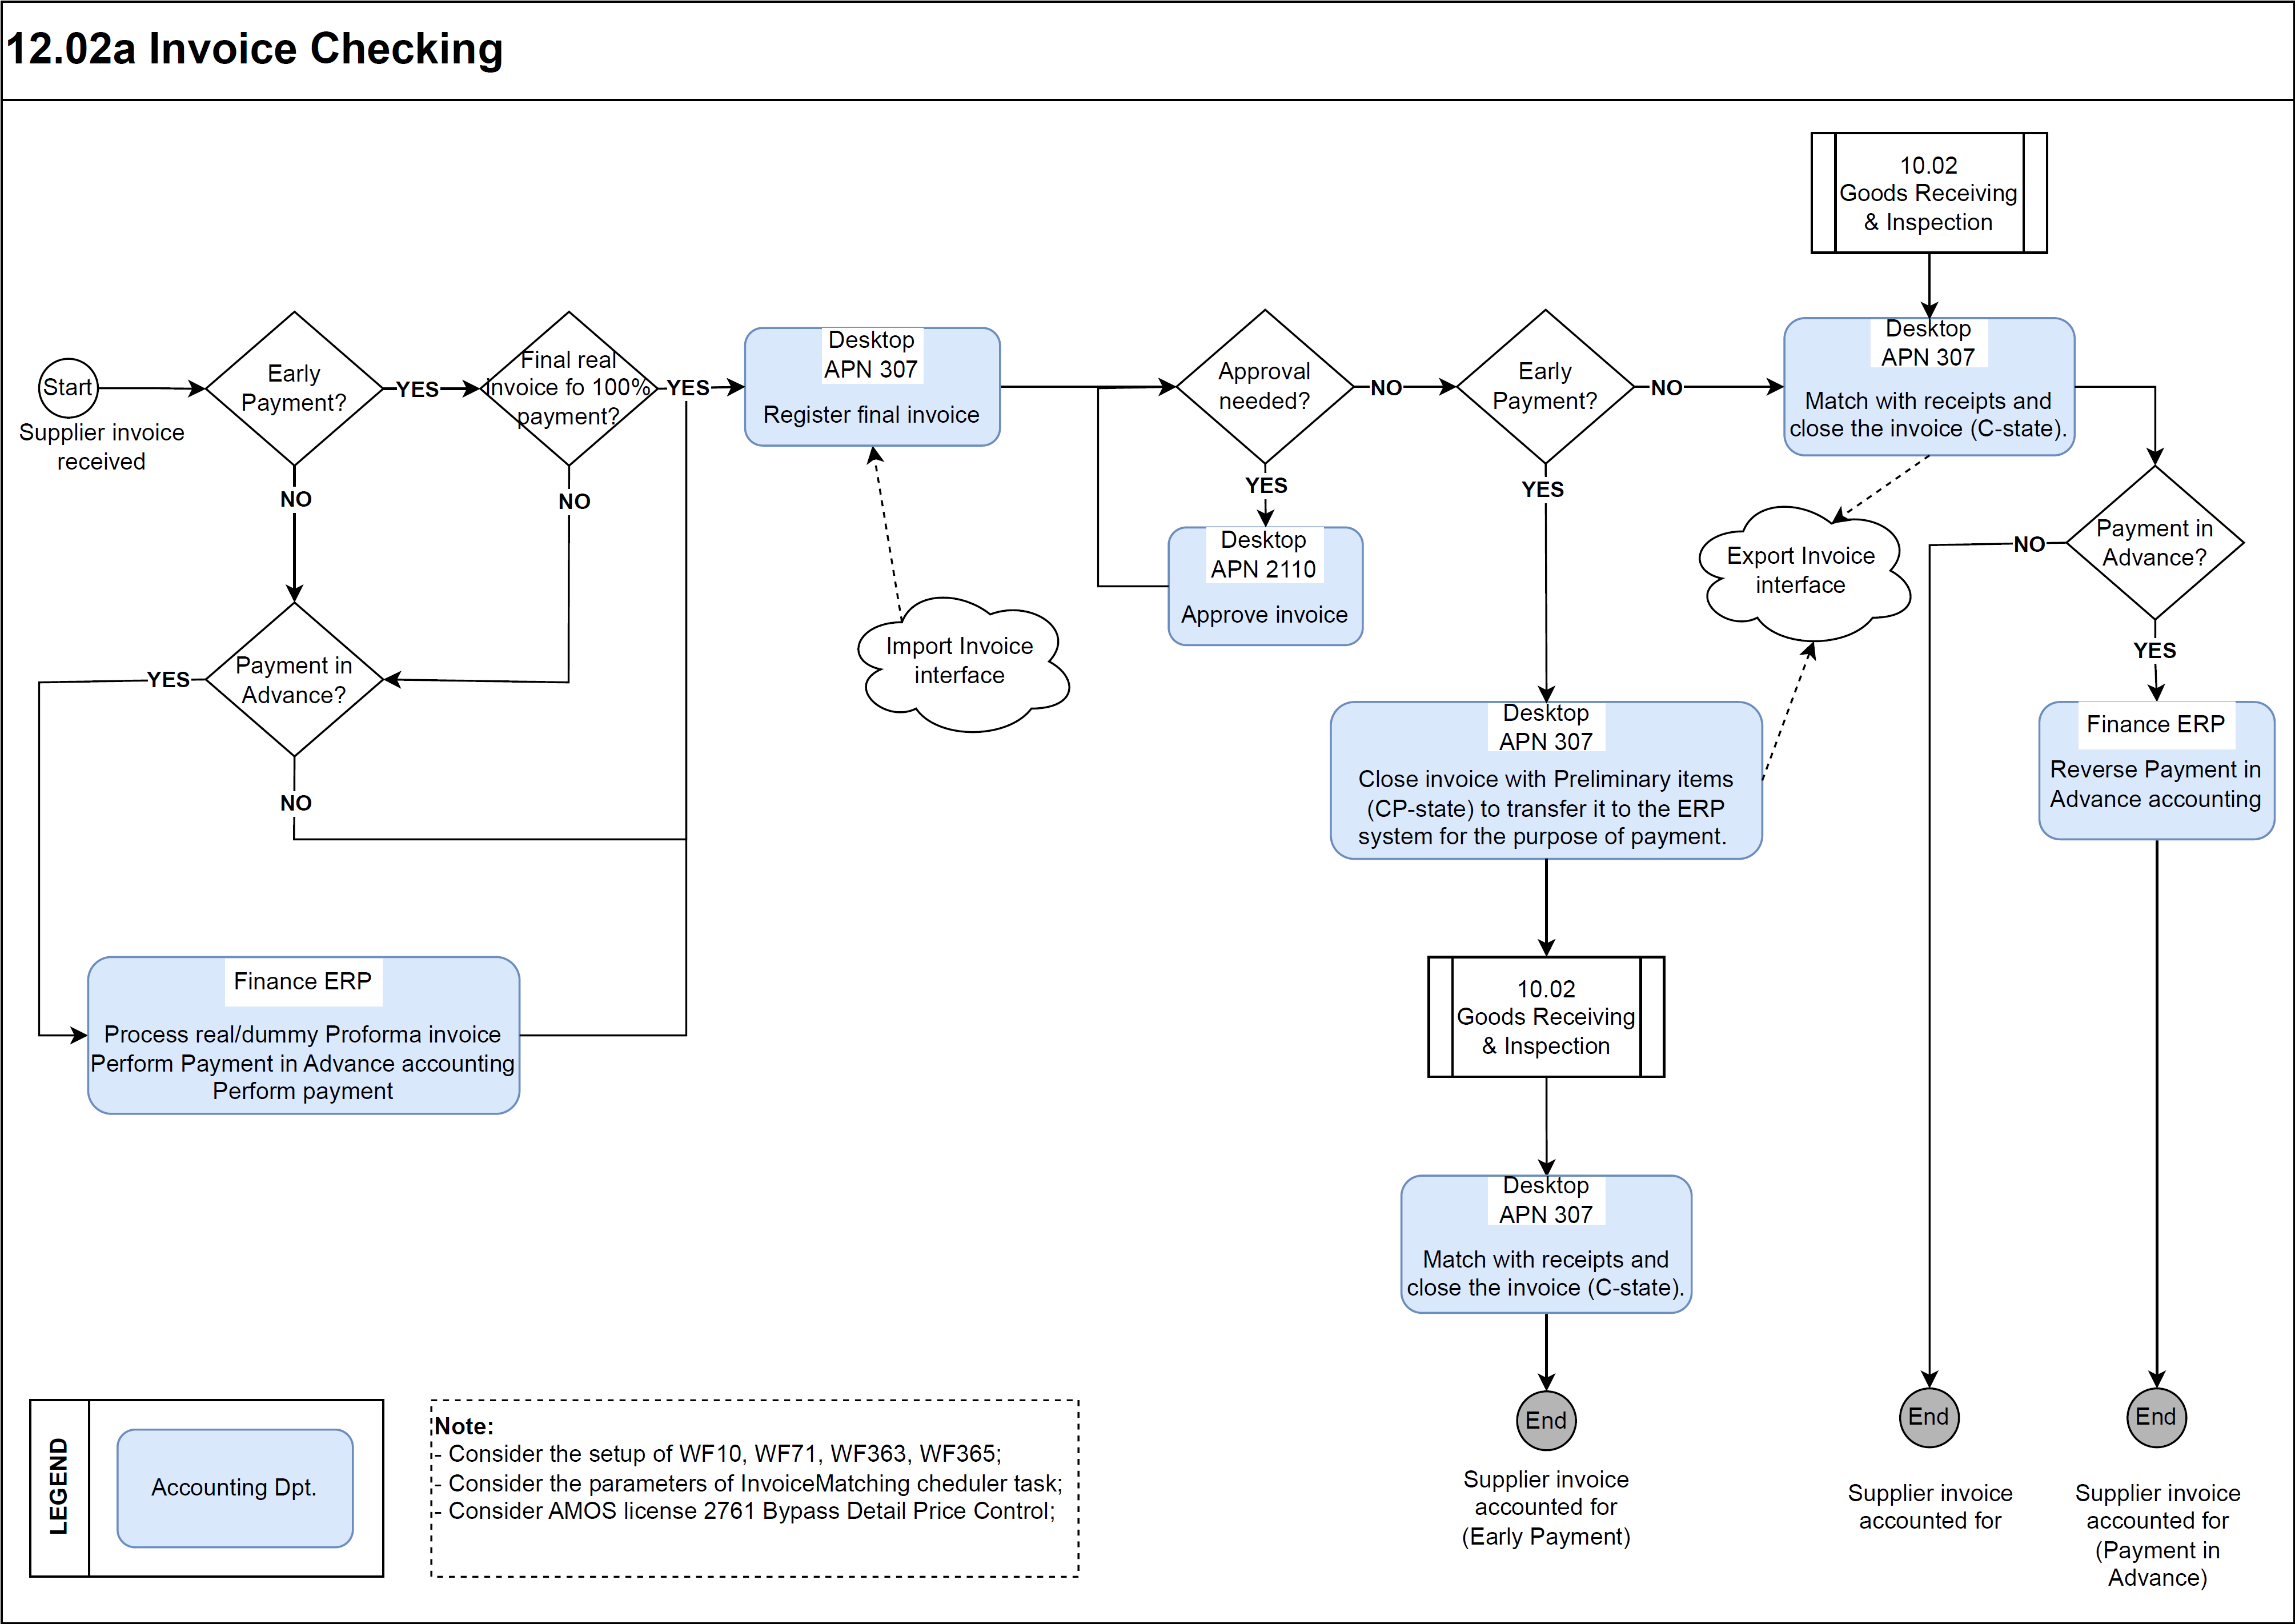 12.02a Invoice Checking
10.02
Goods Receiving
& Inspection
Start
Supplier invoice
received
Early
Payment?
YES
Final real
invoice fo 100%
payment?
YES
Desktop
APN 307
Register final invoice
Approval
needed?
NO
Early
Payment?
NO
Desktop
APN 307
Match with receipts and
close the invoice (C-state).
NO
NO
YES
YES
Desktop
APN 2110
Approve invoice
Export Invoice
interface
NO
Payment in
Advance?
YES
Payment in
Advance?
YES
NO
Import Invoice
interface
Desktop
APN 307
Close invoice with Preliminary items
(CP-state) to transfer it to the ERP
system for the purpose of payment.
Finance ERP
Reverse Payment in
Advance accounting
Finance ERP
Process real/dummy Proforma invoice
Perform Payment in Advance accounting
Perform payment
10.02
Goods Receiving
& Inspection
Desktop
APN 307
Match with receipts and
close the invoice (C-state).
LEGEND
Accounting Dpt.
Note:
- Consider the setup of WF10, WF71, WF363, WF365;
- Consider the parameters of InvoiceMatching cheduler task;
- Consider AMOS license 2761 Bypass Detail Price Control;
End
Supplier invoice
accounted for
(Early Payment)
End
Supplier invoice
accounted for
End
Supplier invoice
accounted for
(Payment in
Advance)